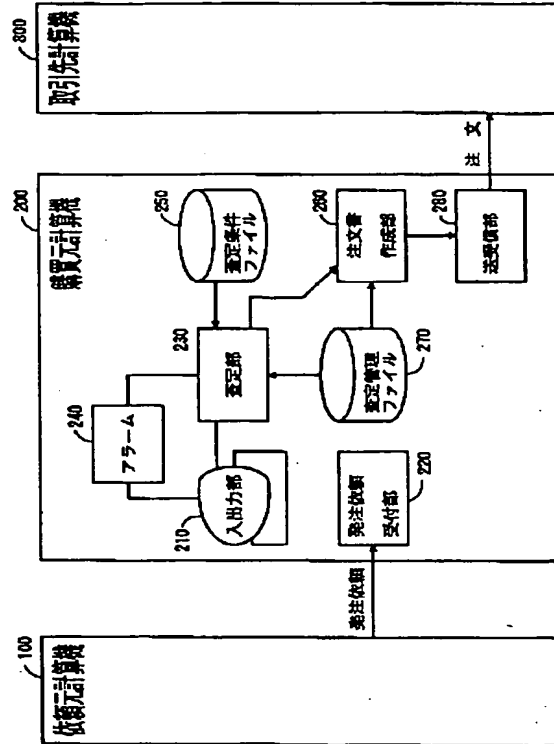 100
依頼元計算機
発注依頼
200
購買元計算機
240
アラーム
210
入出力部
230
査定部
250
査定条件
ファイル
220
発注依頼
受付部
270
査定管理
ファイル
260
注文書
作成部
280
送受信部
注文
300
取引先計算機